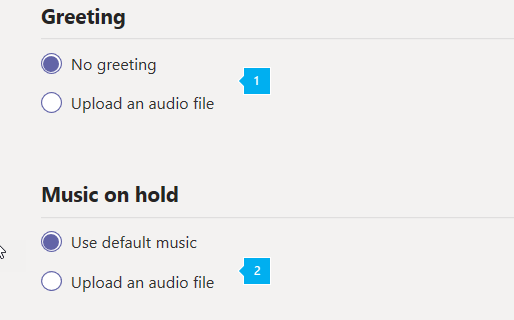 Greeting
No greeting
1
Upload an audio file
Music on hold
Use default music
2
Upload an audio file